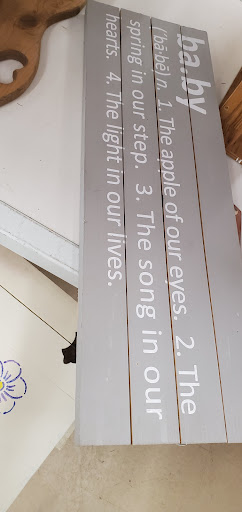 ba.by
('bā-bē) n. 1. The apple of our eyes. 2. The
spring in our step. 3. The song in our
hearts. 4. The light in our lives.